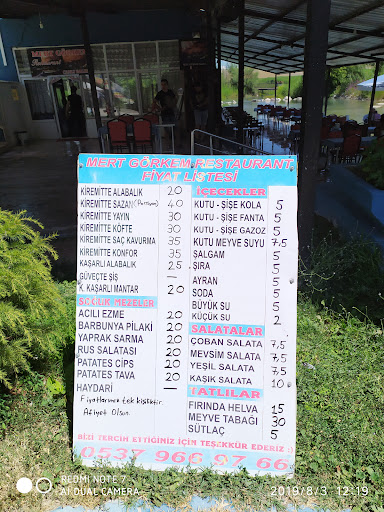 MERT GÖRKEM RESTAURANT
FİYAT LİSTESİ
KİREMİTTE ALABALIK 20
KİREMİTTE SAZAN (Porsiyon) 40
KİREMİTTE YAYIN 30
KİREMİTTE KÖFTE 30
KİREMİTTE SAÇ KAVURMA 35
KİREMİTTE KONFOR 35
KAŞARLI ALABALIK 25
GÜVEÇTE ŞİŞ —
K. KAŞARLI MANTAR 20
MEZELER
ACILI EZME 20
BARBUNYA PİLAKİ 20
YAPRAK SARMA 20
RUS SALATASI 20
PATATES CİPS 20
PATATES TAVA 20
HAYDARİ —
Fiyatlarımız tek kişiliktir.
Afiyet Olsun.
İÇECEKLER
KUTU - ŞİŞE KOLA 5
KUTU - ŞİŞE FANTA 5
KUTU - ŞİŞE GAZOZ 5
KUTU MEYVE SUYU 7,5
ŞALGAM 5
ŞIRA 5
AYRAN 5
SODA 5
BÜYÜK SU 5
KÜÇÜK SU 2
SALATALAR
ÇOBAN SALATA 7,5
MEVSİM SALATA 7,5
YEŞİL SALATA 7,5
KAŞIK SALATA 10
TATLILAR
FIRINDA HELVA 15
MEYVE TABAĞI 30
SÜTLAÇ 5
BİZİ TERCİH ETTİĞİNİZ İÇİN TEŞEKKÜR EDERİZ
0537 966 97 66
REDMI NOTE 7
AI DUAL CAMERA
2019/8/3 12:19